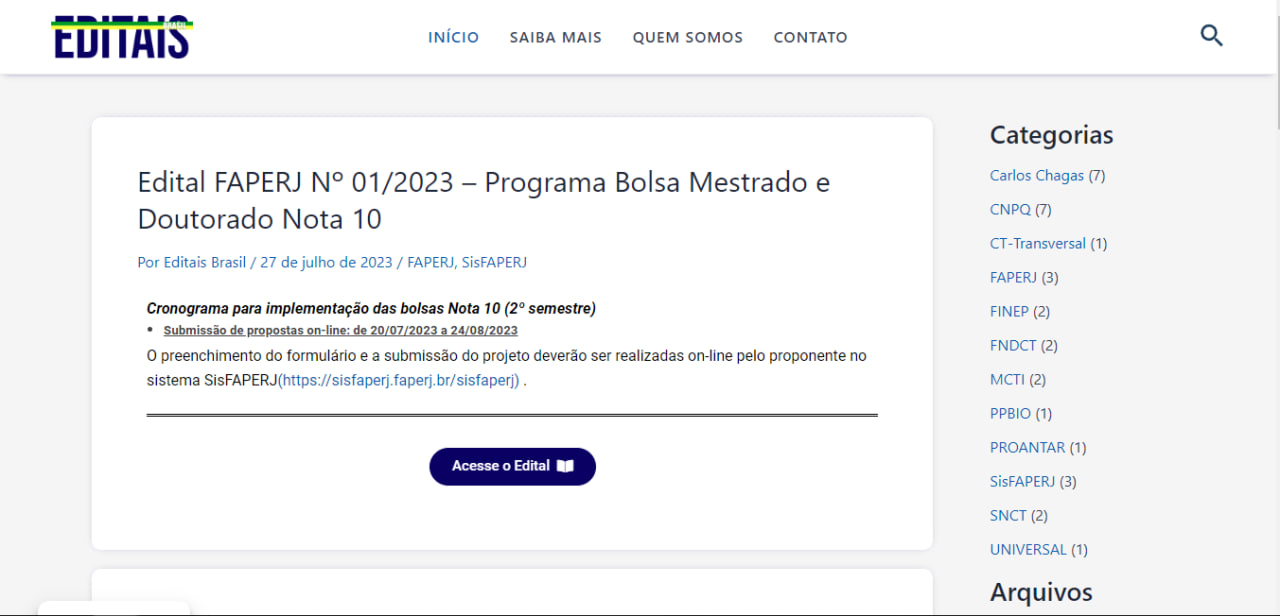 EDITAIS
BRASIL
INÍCIO
SAIBA MAIS
QUEM SOMOS
CONTATO
Edital FAPERJ Nº 01/2023 – Programa Bolsa Mestrado e
Doutorado Nota 10
Por Editais Brasil / 27 de julho de 2023 / FAPERJ, SisFAPERJ
Cronograma para implementação das bolsas Nota 10 (2º semestre)
• Submissão de propostas on-line: de 20/07/2023 a 24/08/2023
O preenchimento do formulário e a submissão do projeto deverão ser realizadas on-line pelo proponente no
sistema SisFAPERJ(https://sisfaperj.faperj.br/sisfaperj) .
Acesse o Edital
Categorias
Carlos Chagas (7)
CNPQ (7)
CT-Transversal (1)
FAPERJ (3)
FINEP (2)
FNDCT (2)
MCTI (2)
PPBIO (1)
PROANTAR (1)
SisFAPERJ (3)
SNCT (2)
UNIVERSAL (1)
Arquivos